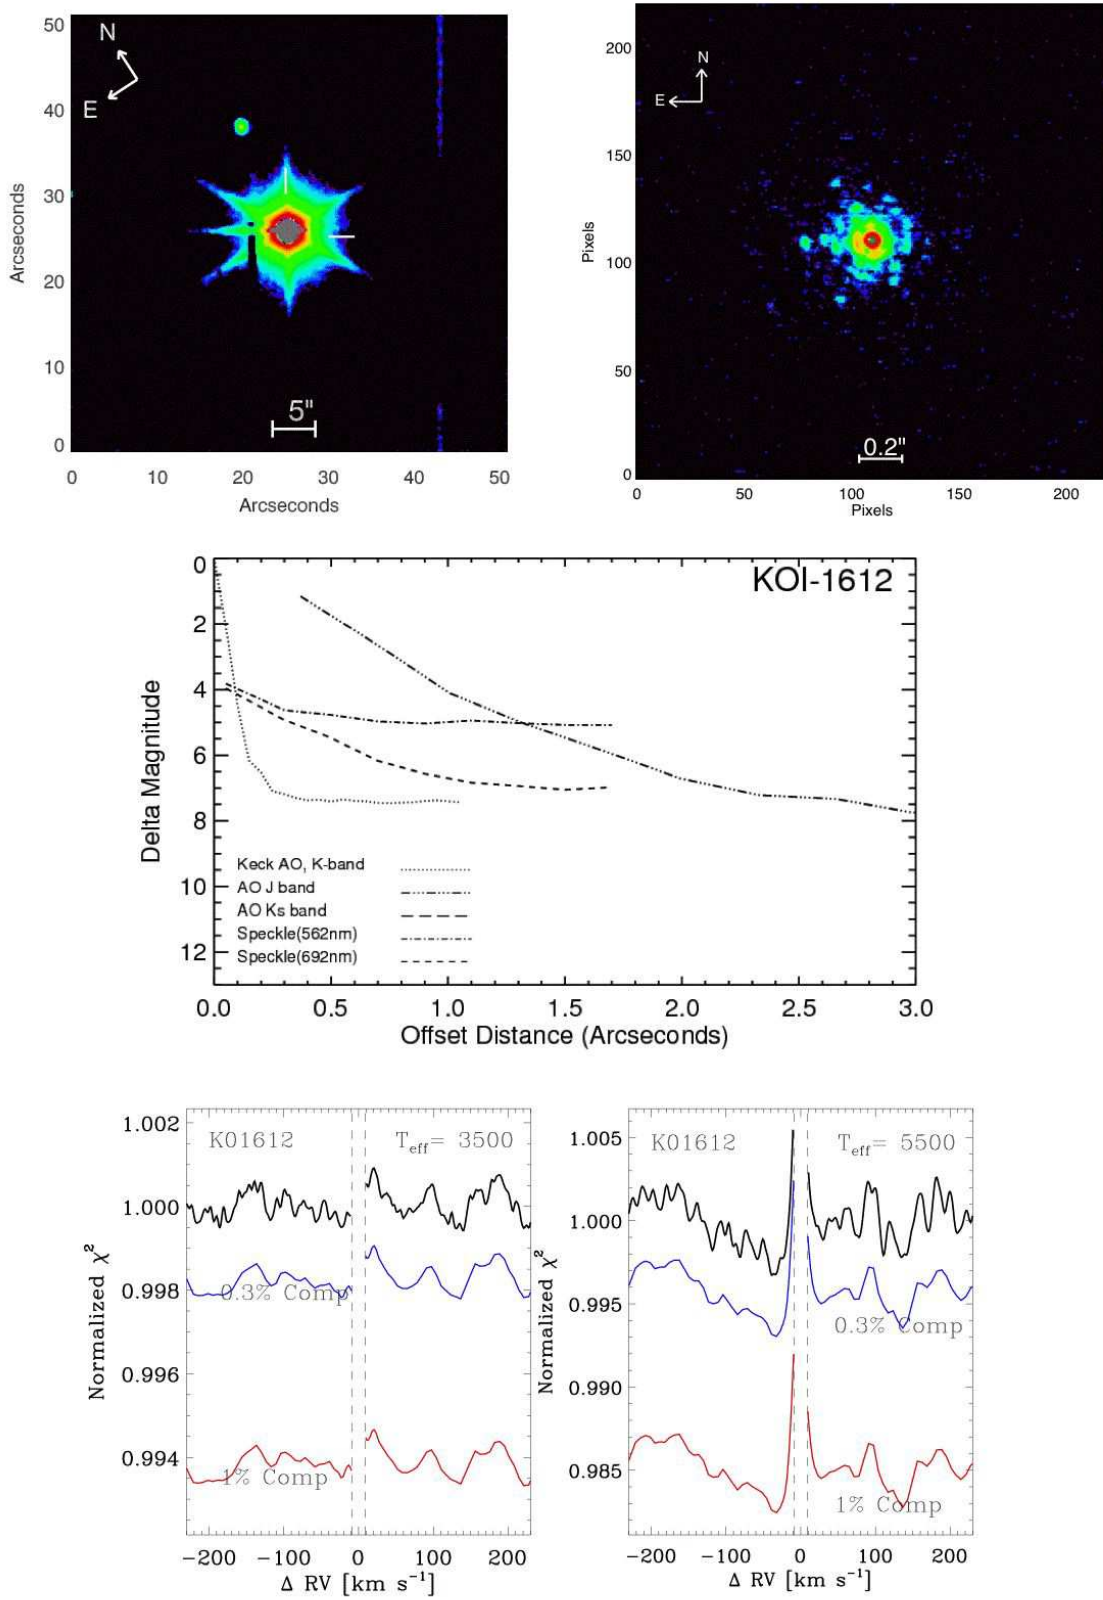 50
40
30
20
10
0
Arcseconds
N
E
5"
0 10 20 30 40 50
Arcseconds
200
150
100
50
0
Pixels
N
E
0.2"
0 50 100 150 200
Pixels
KOI-1612
0
2
4
6
8
10
12
Delta Magnitude
Keck AO, K-band
AO J band
AO Ks band
Speckle(562nm)
Speckle(692nm)
0.0 0.5 1.0 1.5 2.0 2.5 3.0
Offset Distance (Arcseconds)
1.002
1.000
0.998
0.996
0.994
Normalized χ²
K01612 T_eff= 3500
0.3% Comp
1% Comp
−200 −100 0 100 200
Δ RV [km s⁻¹]
1.005
1.000
0.995
0.990
0.985
Normalized χ²
K01612 T_eff= 5500
0.3% Comp
1% Comp
−200 −100 0 100 200
Δ RV [km s⁻¹]